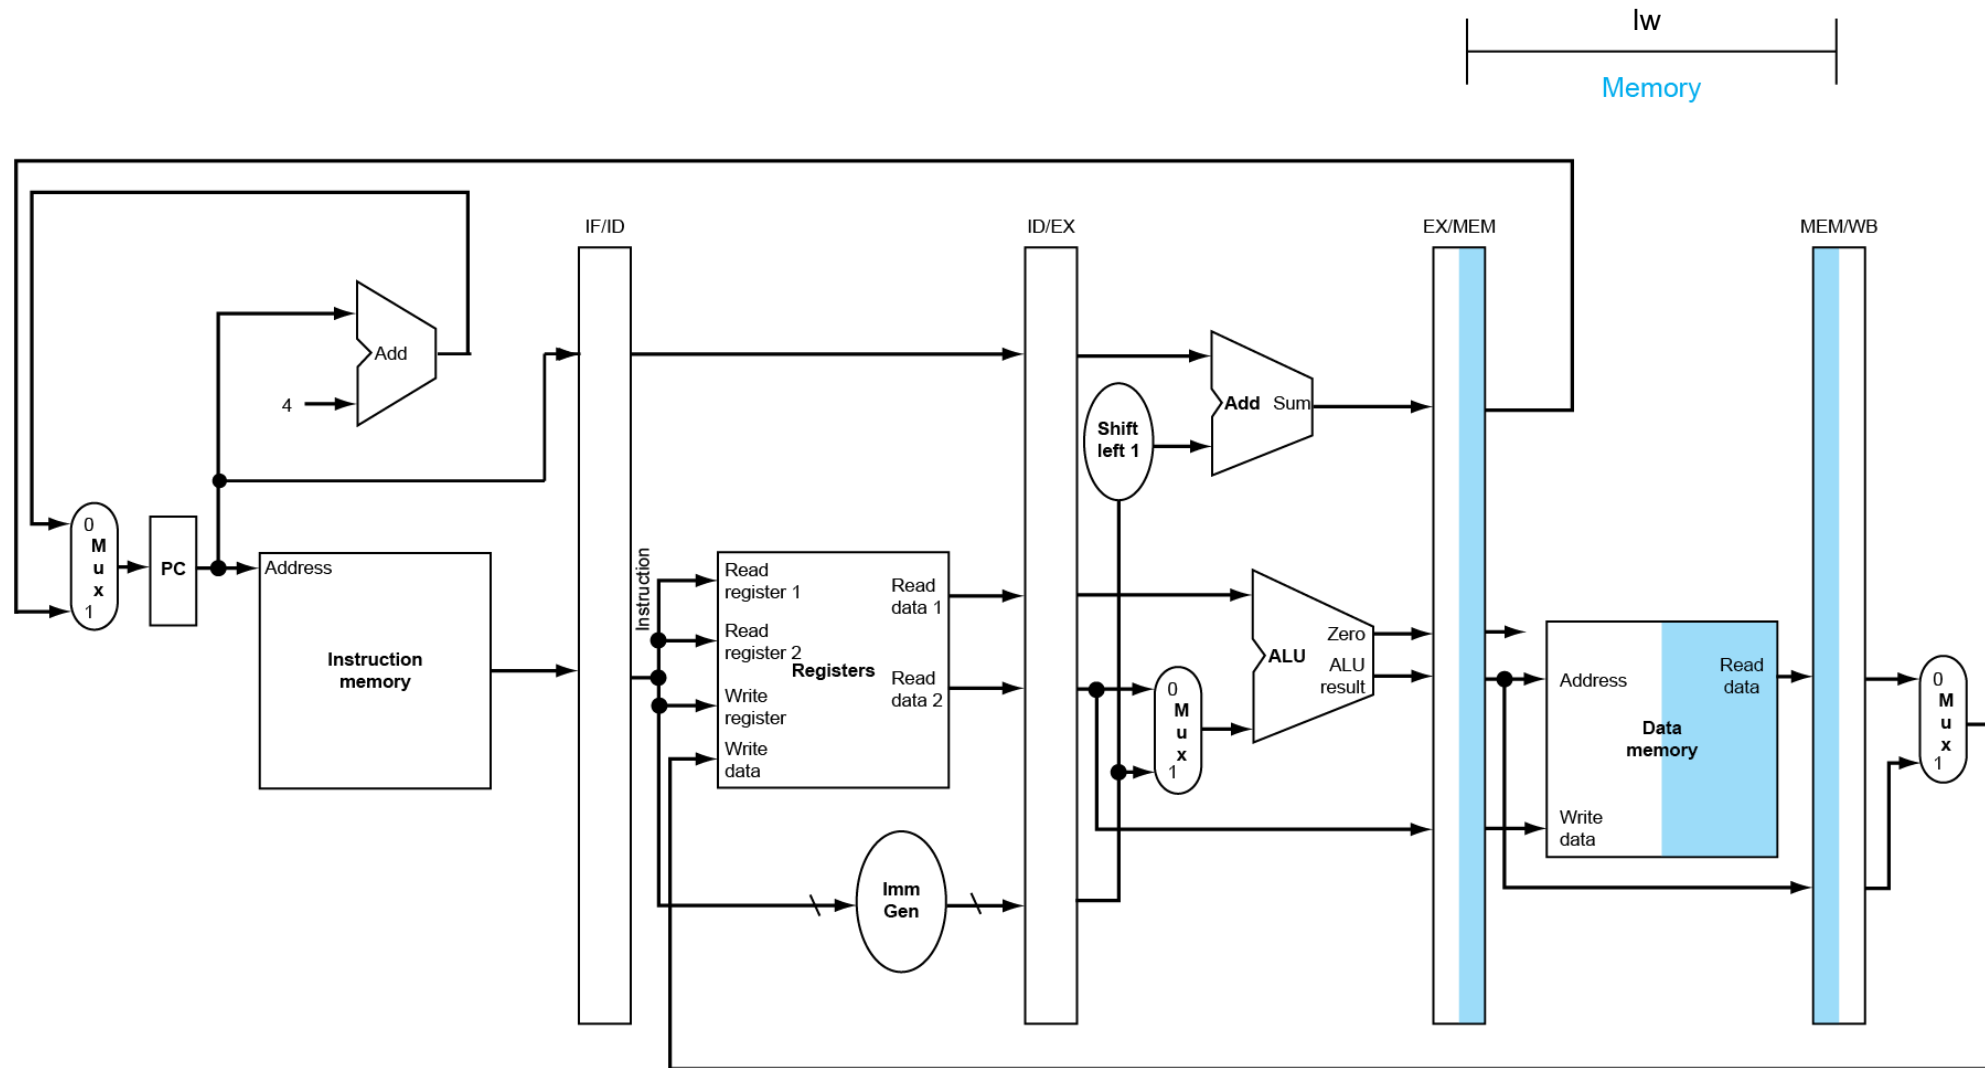 lw
Memory
IF/ID
ID/EX
EX/MEM
MEM/WB
Add
4
Add Sum
Shift
left 1
0
M
u
x
1
PC
Address
Instruction
memory
Instruction
Read
register 1
Read
register 2
Write
register
Write
data
Registers
Read
data 1
Read
data 2
Imm
Gen
0
M
u
x
1
ALU
Zero
ALU
result
Address
Read
data
Data
memory
Write
data
0
M
u
x
1